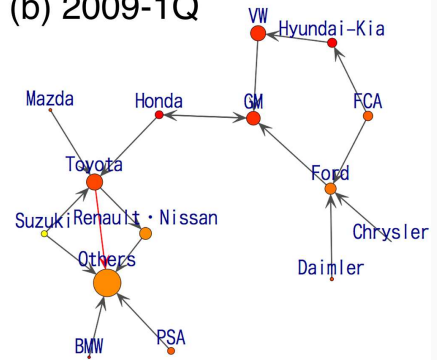 (b) 2009-1Q
VW
Hyundai-Kia
Mazda
Honda
GM
FCA
Toyota
Ford
Suzuki
Renault・Nissan
Chrysler
Others
Daimler
BMW
PSA